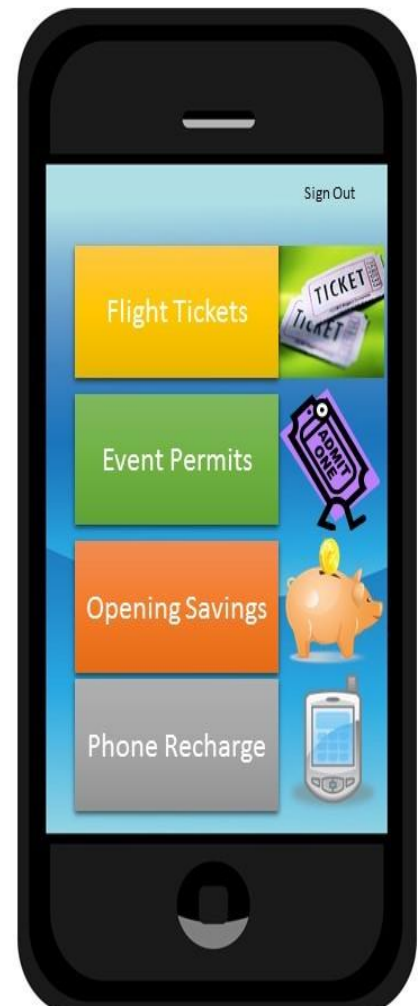 Sign Out
Flight Tickets
TICKET
TICKET
Event Permits
ADMIT
ONE
Opening Savings
Phone Recharge